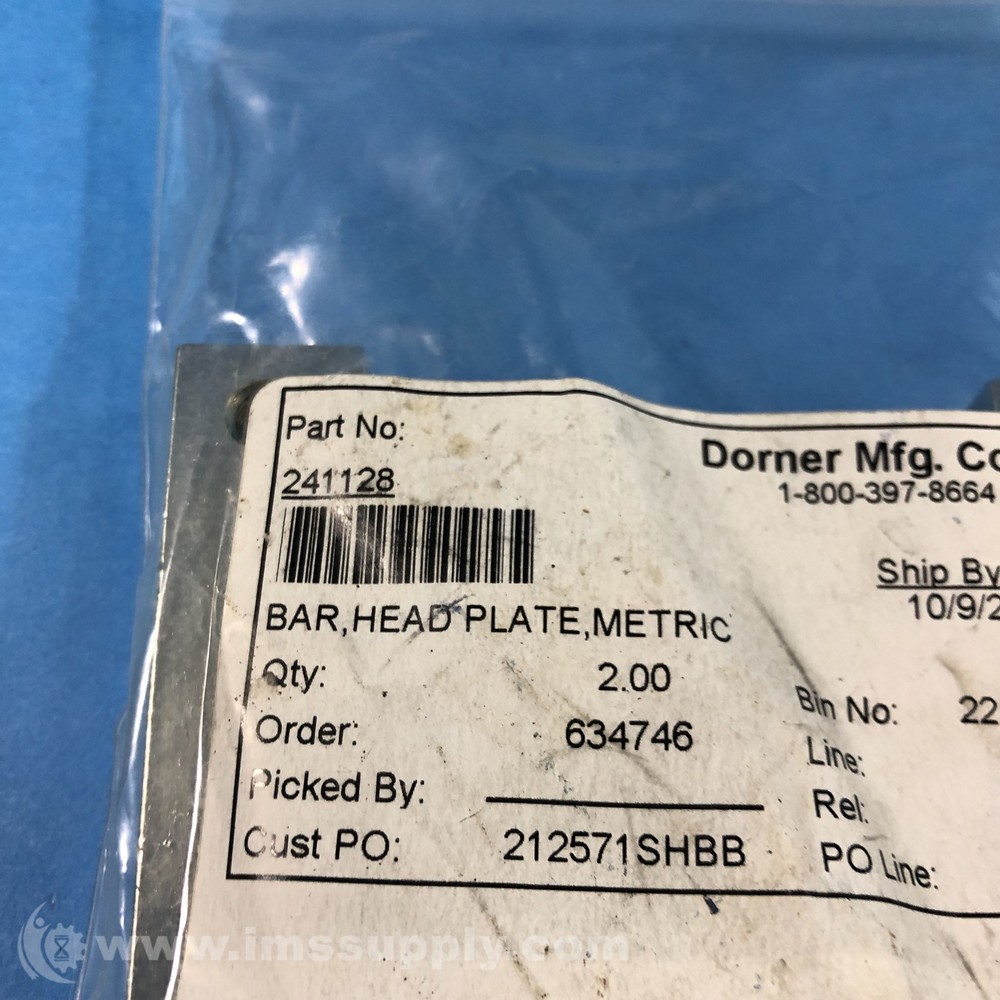 Part No:
241128
BAR,HEAD PLATE,METRIC
Qty: 2.00
Order: 634746
Picked By:
Cust PO: 212571SHBB
Dorner Mfg.
1-800-397-8664
Ship By
10/9/2
Bin No: 22
Line:
Rel:
PO Line:
www.imssupply.com